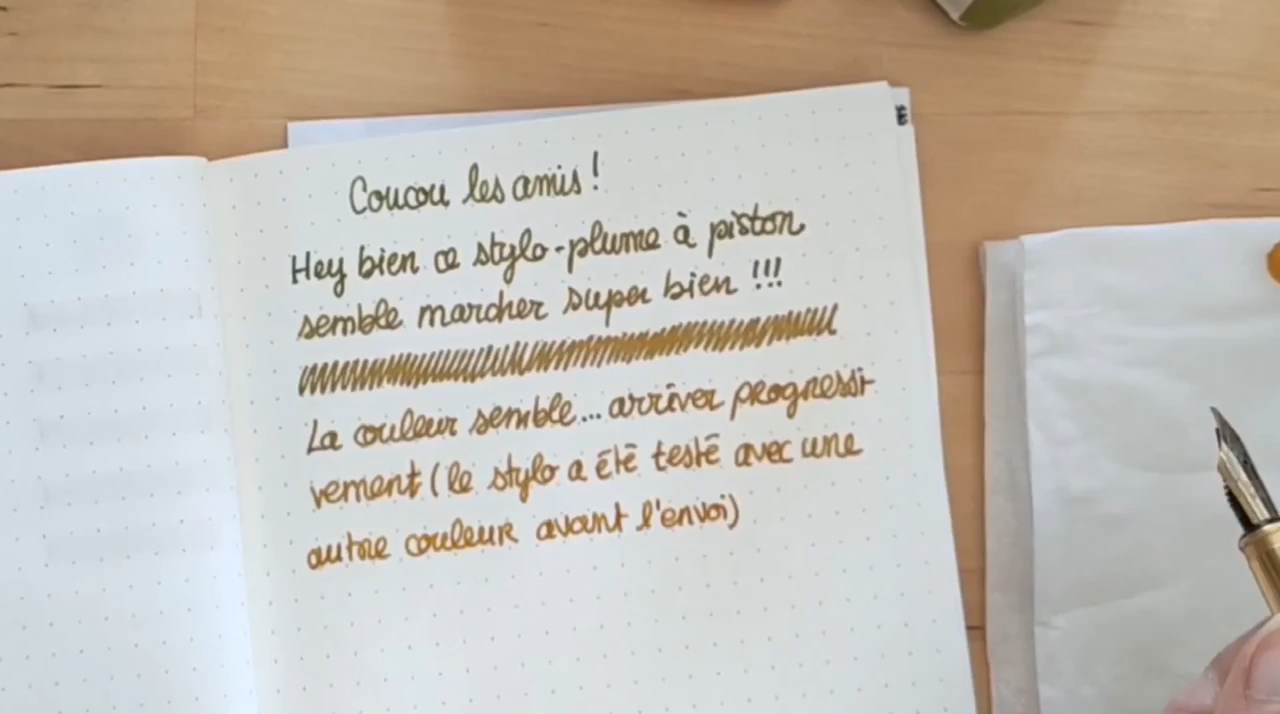 Coucou les amis !
Hey bien ce stylo-plume à piston
semble marcher super bien !!!
La couleur semble... arriver progressi-
vement (le stylo a été testé avec une
autre couleur avant l'envoi)